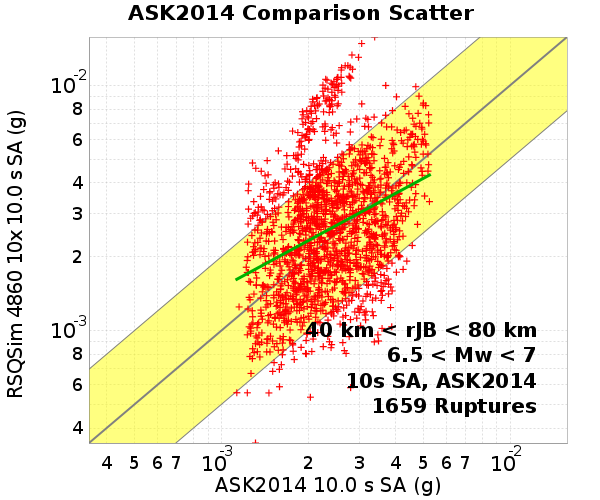 ASK2014 Comparison Scatter
RSQSim 4860 10x 10.0 s SA (g)
10-2
8
6
4
3
2
10-3
8
6
4
40 km < rJB < 80 km
6.5 < Mw < 7
10s SA, ASK2014
1659 Ruptures
4 5 6 7 10-3 2 3 4 5 6 7 10-2
ASK2014 10.0 s SA (g)